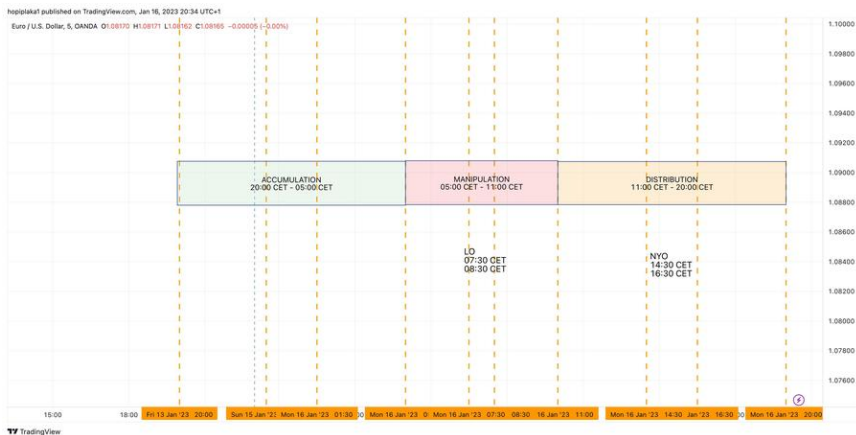 hopiplaka1 published on TradingView.com, Jan 16, 2023 20:34 UTC+1
Euro / U.S. Dollar, 5, OANDA O1.08170 H1.08171 L1.08162 C1.08165 −0.00005 (−0.00%)
1.10000
1.09800
1.09600
1.09400
1.09200
1.09000
1.08800
1.08600
1.08400
1.08200
1.08000
1.07800
1.07600
ACCUMULATION
20:00 CET - 05:00 CET
MANIPULATION
05:00 CET - 11:00 CET
DISTRIBUTION
11:00 CET - 20:00 CET
LO
07:30 CET
08:30 CET
NYO
14:30 CET
16:30 CET
15:00 18:00 Fri 13 Jan '23 20:00 Sun 15 Jan '23 Mon 16 Jan '23 01:30 Mon 16 Jan '23 Mon 16 Jan '23 07:30 08:30 16 Jan '23 11:00 Mon 16 Jan '23 14:30 Jan '23 16:30 Mon 16 Jan '23 20:00
TradingView